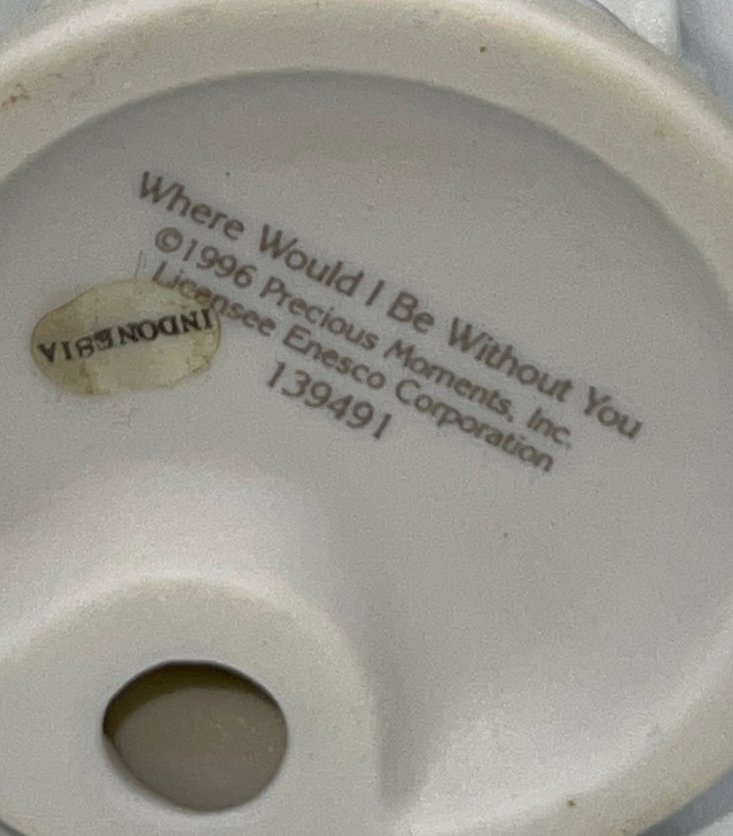 Where Would I Be Without You
©1996 Precious Moments, Inc.
Licensee Enesco Corporation
139491
INDONESIA